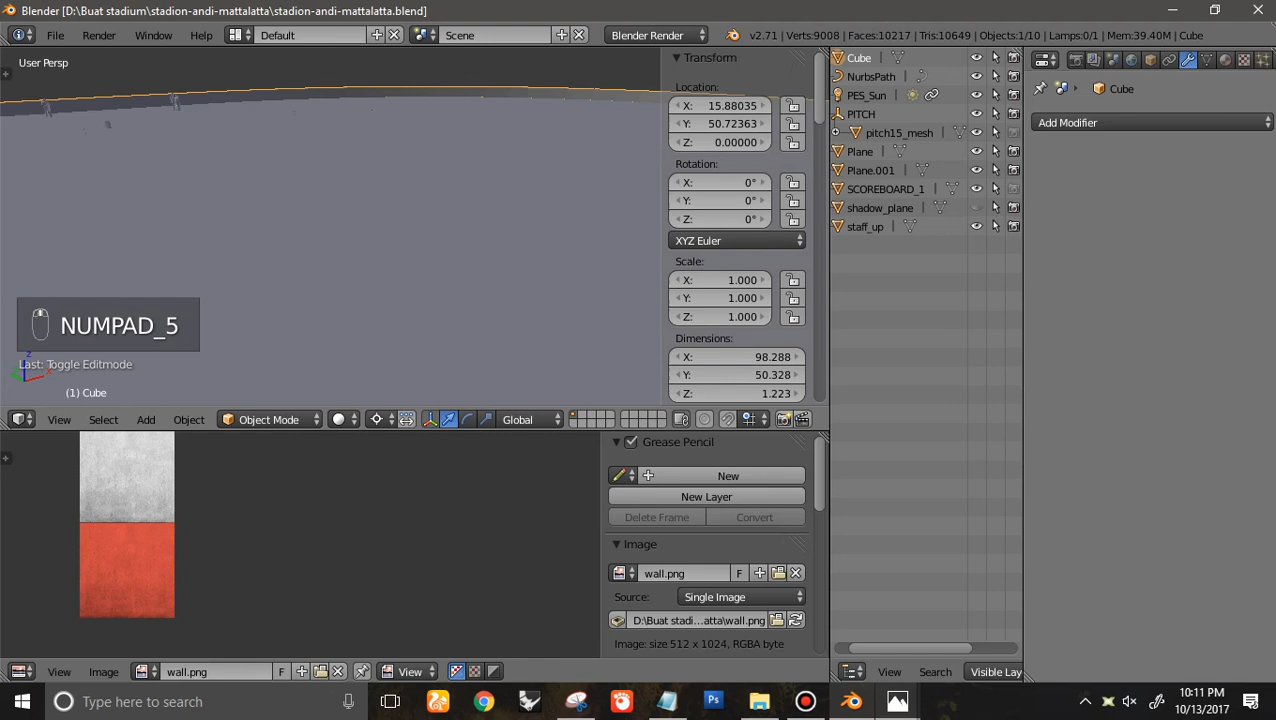 Blender [D:\Buat stadium\stadion-andi-mattalatta\stadion-andi-mattalatta.blend]
File Render Window Help Default Scene Blender Render v2.71 | Verts:9008 | Faces:10217 | Tris:10649 | Objects:1/10 | Lamps:0/1 | Mem:39.40M | Cube
User Persp
Transform
Location:
X: 15.88035
Y: 50.72363
Z: 0.00000
Rotation:
X: 0°
Y: 0°
Z: 0°
XYZ Euler
Scale:
X: 1.000
Y: 1.000
Z: 1.000
Dimensions:
X: 98.288
Y: 50.328
Z: 1.223
NUMPAD_5
Last: Toggle Editmode
(1) Cube
View Select Add Object Object Mode Global
Cube
NurbsPath
PES_Sun
PITCH
pitch15_mesh
Plane
Plane.001
SCOREBOARD_1
shadow_plane
staff_up
Cube
Add Modifier
Grease Pencil
New
New Layer
Delete Frame Convert
Image
wall.png F
Source: Single Image
D:\Buat stadi...atta\wall.png
Image: size 512 x 1024, RGBA byte
View Image wall.png F View
View Search Visible Lay
Type here to search
Ps
10:11 PM
10/13/2017